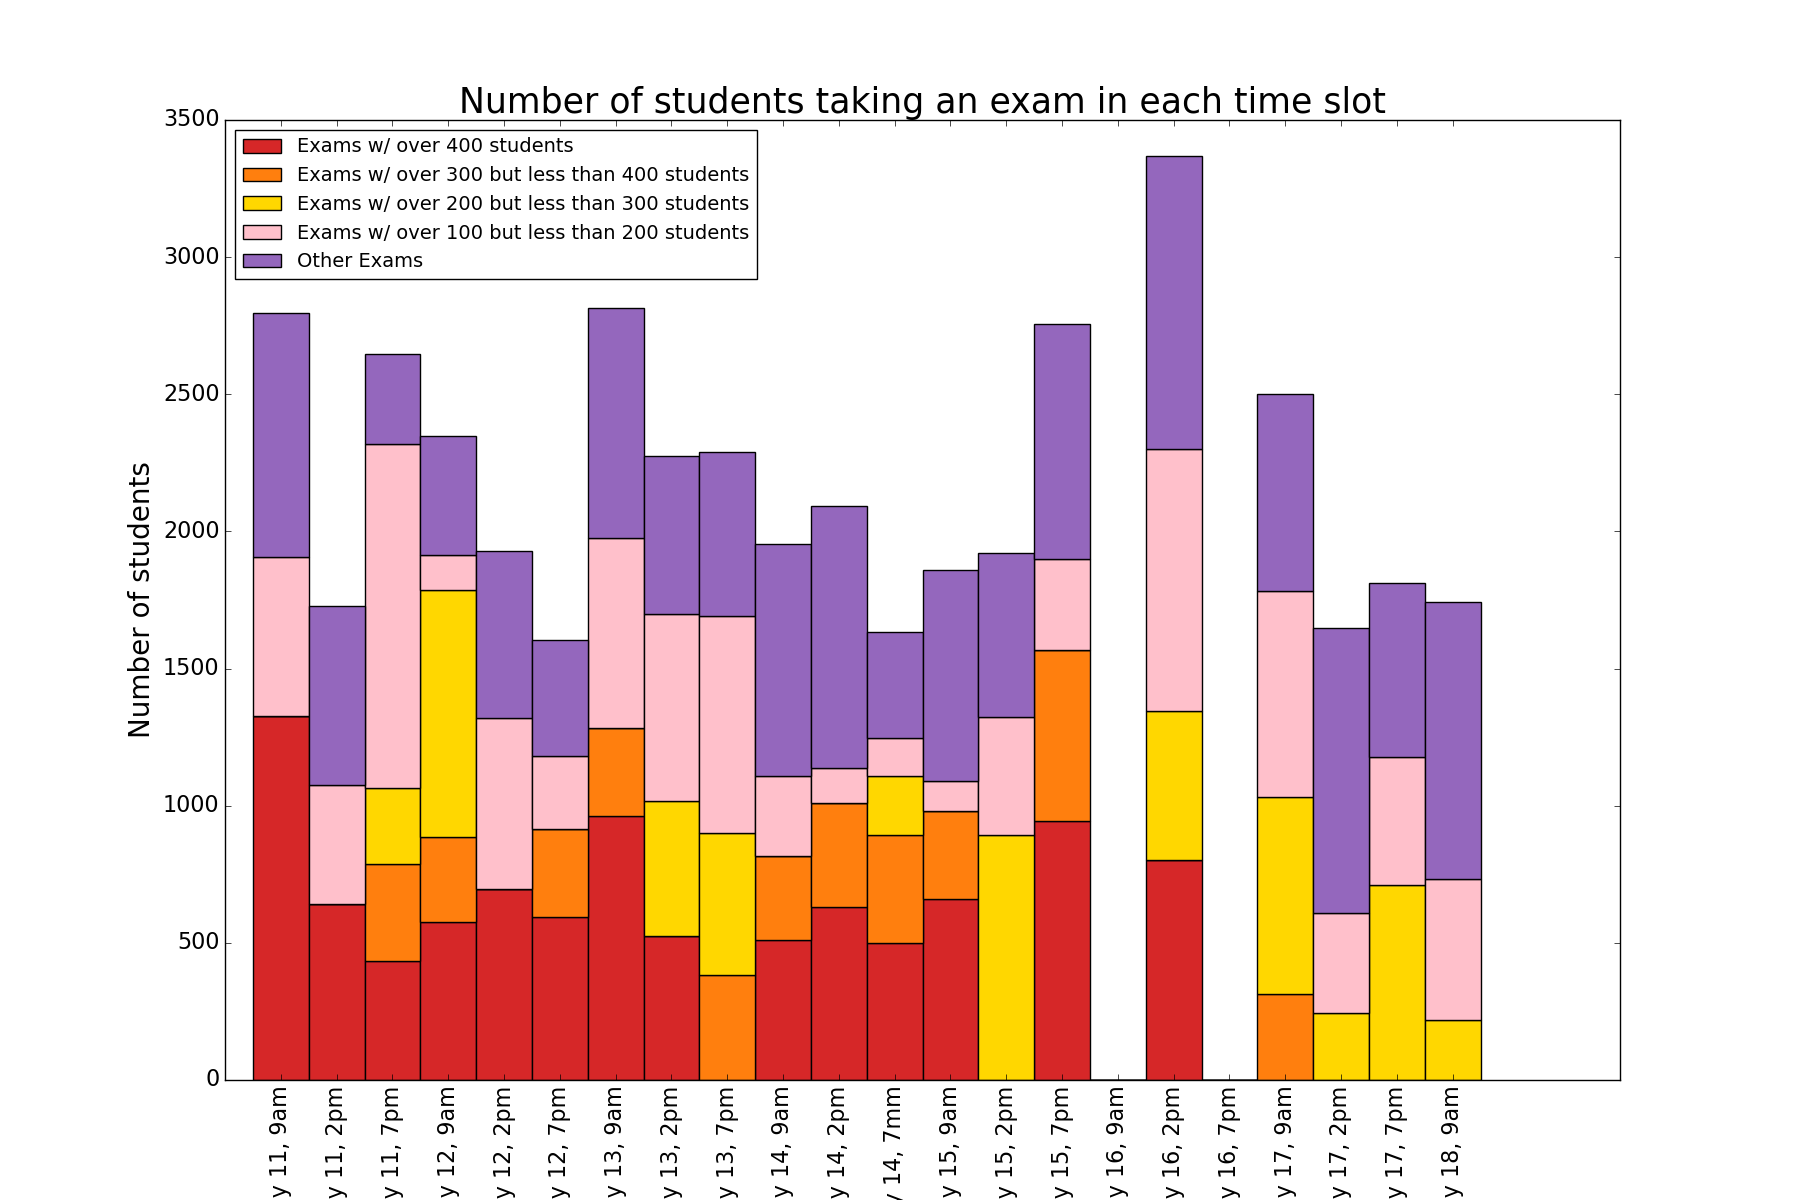 Number of students taking an exam in each time slot
Exams w/ over 400 students
Exams w/ over 300 but less than 400 students
Exams w/ over 200 but less than 300 students
Exams w/ over 100 but less than 200 students
Other Exams
Number of students
3500
3000
2500
2000
1500
1000
500
0
y 11, 9am
y 11, 2pm
y 11, 7pm
y 12, 9am
y 12, 2pm
y 12, 7pm
y 13, 9am
y 13, 2pm
y 13, 7pm
y 14, 9am
y 14, 2pm
y 14, 7mm
y 15, 9am
y 15, 2pm
y 15, 7pm
y 16, 9am
y 16, 2pm
y 16, 7pm
y 17, 9am
y 17, 2pm
y 17, 7pm
y 18, 9am